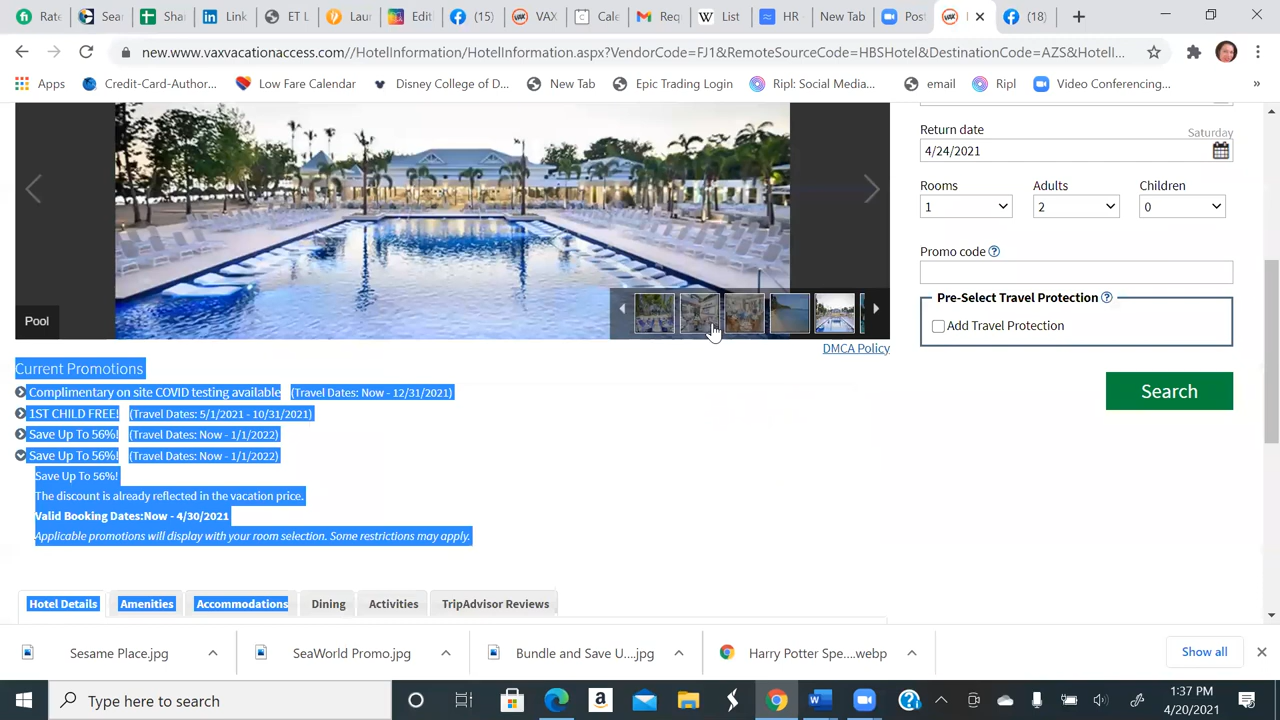 Rate
Sear
Sha
Link
ET L
Lau
Edit
(15)
VAX
Cale
Req
List
HR
New Tab
Post
(18)
new.vaxvacationaccess.com//HotelInformation/HotelInformation.aspx?VendorCode=FJ1&RemoteSourceCode=HBSHotel&DestinationCode=AZS&HotelI...
Apps Credit-Card-Author... Low Fare Calendar Disney College of D... New Tab Epic Trading Login Ripl: Social Media... email Ripl Video Conferencing... »
Return date Saturday
4/24/2021
Rooms Adults Children
1 2 0
Promo code ?
Pre-Select Travel Protection ?
Add Travel Protection
Search
Pool
DMCA Policy
Current Promotions
Complimentary on site COVID testing available (Travel Dates: Now - 12/31/2021)
1ST CHILD FREE! (Travel Dates: 5/1/2021 - 10/31/2021)
Save Up To 56%! (Travel Dates: Now - 1/1/2022)
Save Up To 56%! (Travel Dates: Now - 1/1/2022)
Save Up To 56%!
The discount is already reflected in the vacation price.
Valid Booking Dates:Now - 4/30/2021
Applicable promotions will display with your room selection. Some restrictions may apply.
Hotel Details Amenities Accommodations Dining Activities TripAdvisor Reviews
Sesame Place.jpg SeaWorld Promo.jpg Bundle and Save U....jpg Harry Potter Spe....webp Show all
Type here to search
1:37 PM
4/20/2021